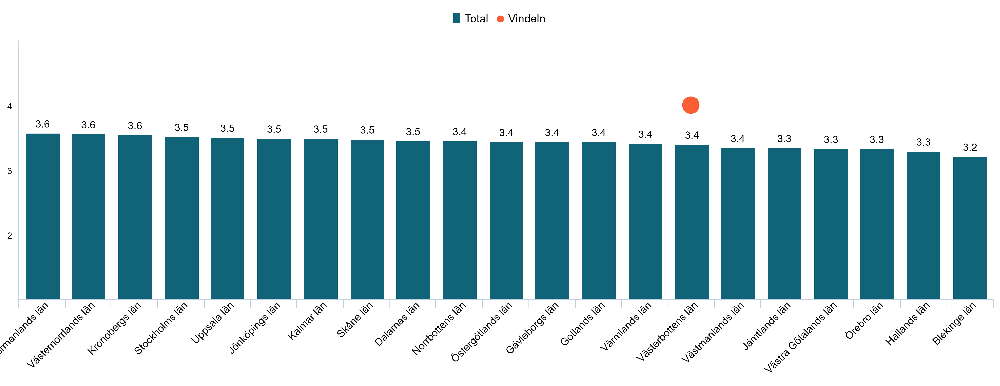 Total Vindeln
4
3
2
3.6 3.6 3.6 3.5 3.5 3.5 3.5 3.5 3.5 3.4 3.4 3.4 3.4 3.4 3.4 3.4 3.3 3.3 3.3 3.3 3.2
ermanlands län
Västernorrlands län
Kronobergs län
Stockholms län
Uppsala län
Jönköpings län
Kalmar län
Skåne län
Dalarnas län
Norrbottens län
Östergötlands län
Gävleborgs län
Gotlands län
Värmlands län
Västerbottens län
Västmanlands län
Jämtlands län
Västra Götalands län
Örebro län
Hallands län
Blekinge län